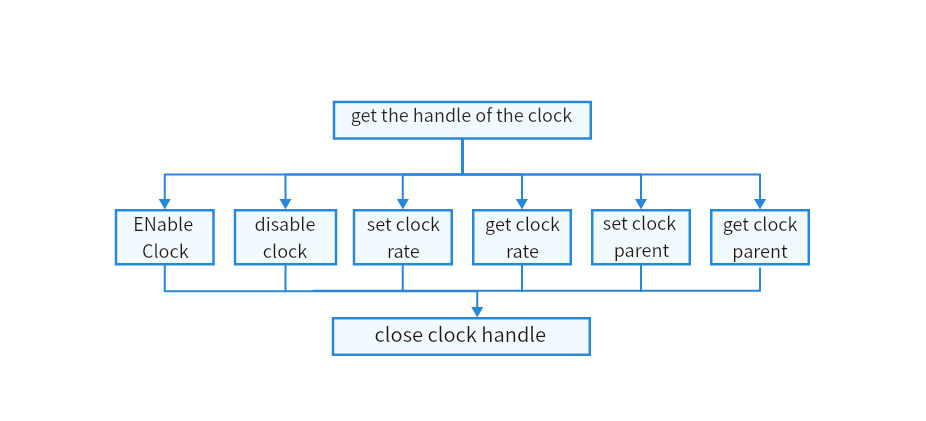 get the handle of the clock
ENable
Clock
disable
clock
set clock
rate
get clock
rate
set clock
parent
get clock
parent
close clock handle